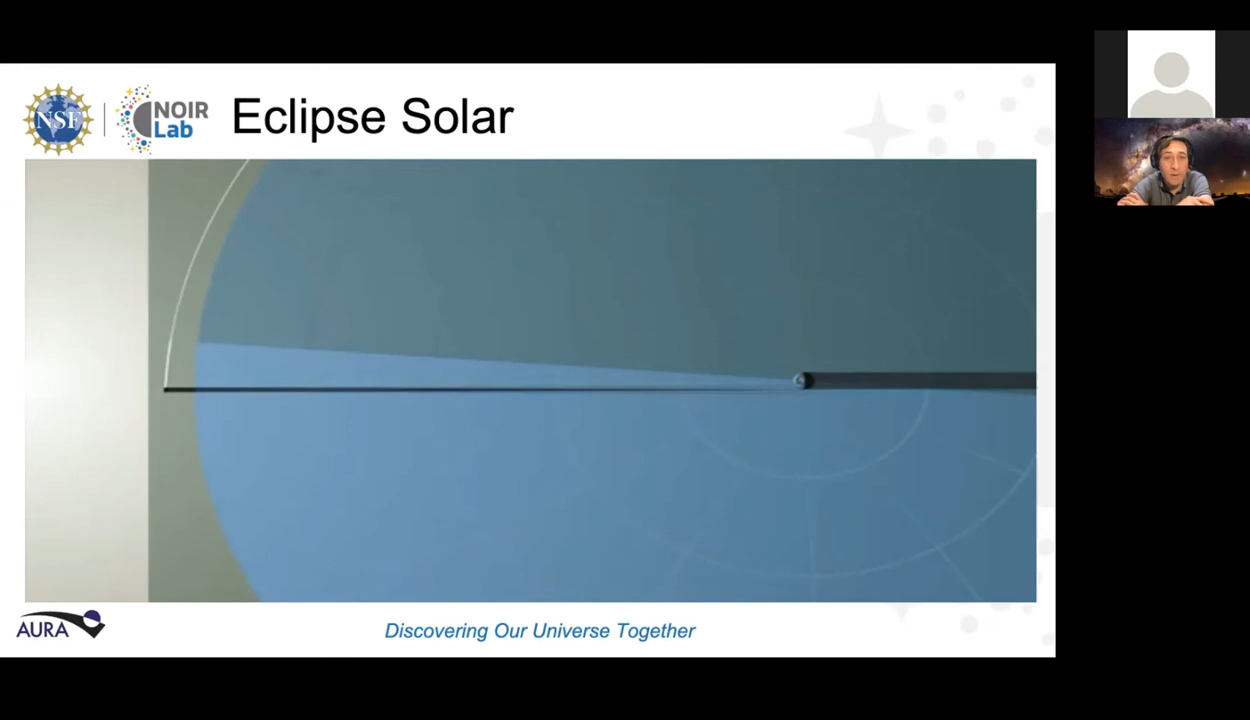 NSF
NOIR
Lab
Eclipse Solar
AURA
Discovering Our Universe Together